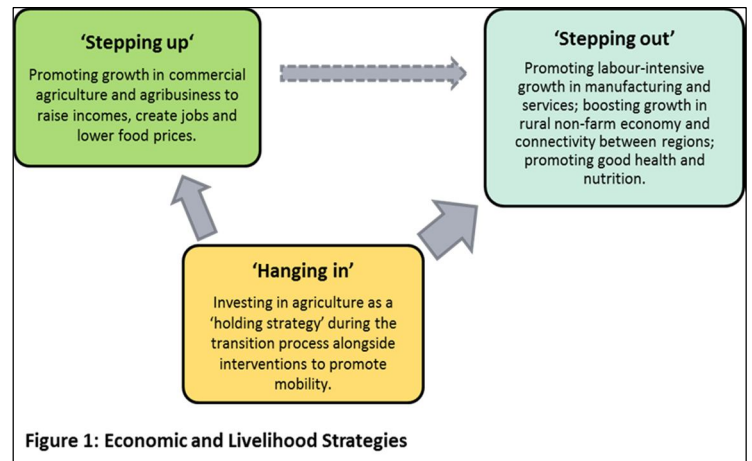 ‘Stepping up‘
Promoting growth in commercial
agriculture and agribusiness to
raise incomes, create jobs and
lower food prices.
‘Stepping out’
Promoting labour-intensive
growth in manufacturing and
services; boosting growth in
rural non-farm economy and
connectivity between regions;
promoting good health and
nutrition.
‘Hanging in’
Investing in agriculture as a
‘holding strategy’ during the
transition process alongside
interventions to promote
mobility.
Figure 1: Economic and Livelihood Strategies